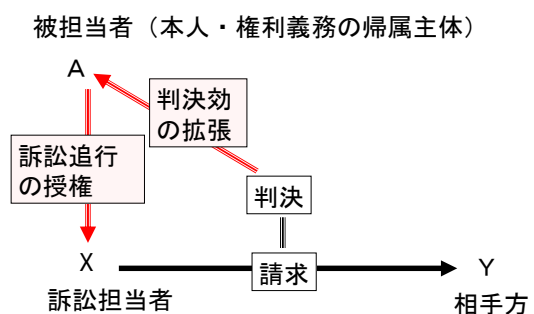 被担当者（本人・権利義務の帰属主体）
A
判決効
の拡張
訴訟追行
の授権
判決
X
請求
Y
訴訟担当者
相手方